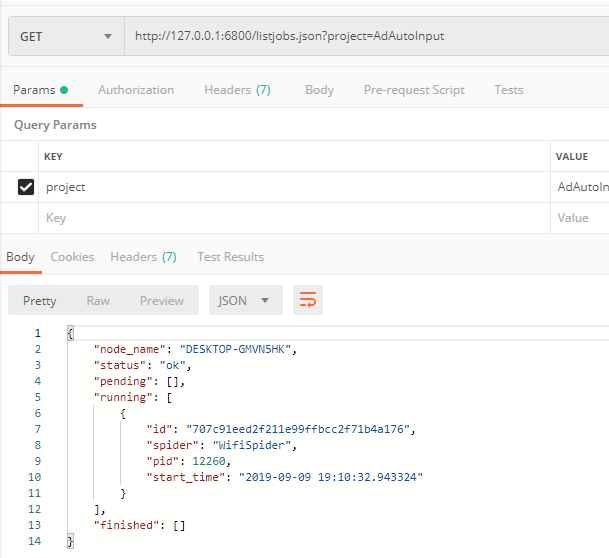 GET http://127.0.0.1:6800/listjobs.json?project=AdAutoInput
Params Authorization Headers (7) Body Pre-request Script Tests
Query Params
KEY VALUE
project AdAutoIn
Key Value
Body Cookies Headers (7) Test Results
Pretty Raw Preview JSON
1 {
2 "node_name": "DESKTOP-GMVN5HK",
3 "status": "ok",
4 "pending": [],
5 "running": [
6 {
7 "id": "707c91eed2f211e99ffbcc2f71b4a176",
8 "spider": "WifiSpider",
9 "pid": 12260,
10 "start_time": "2019-09-09 19:10:32.943324"
11 }
12 ],
13 "finished": []
14 }